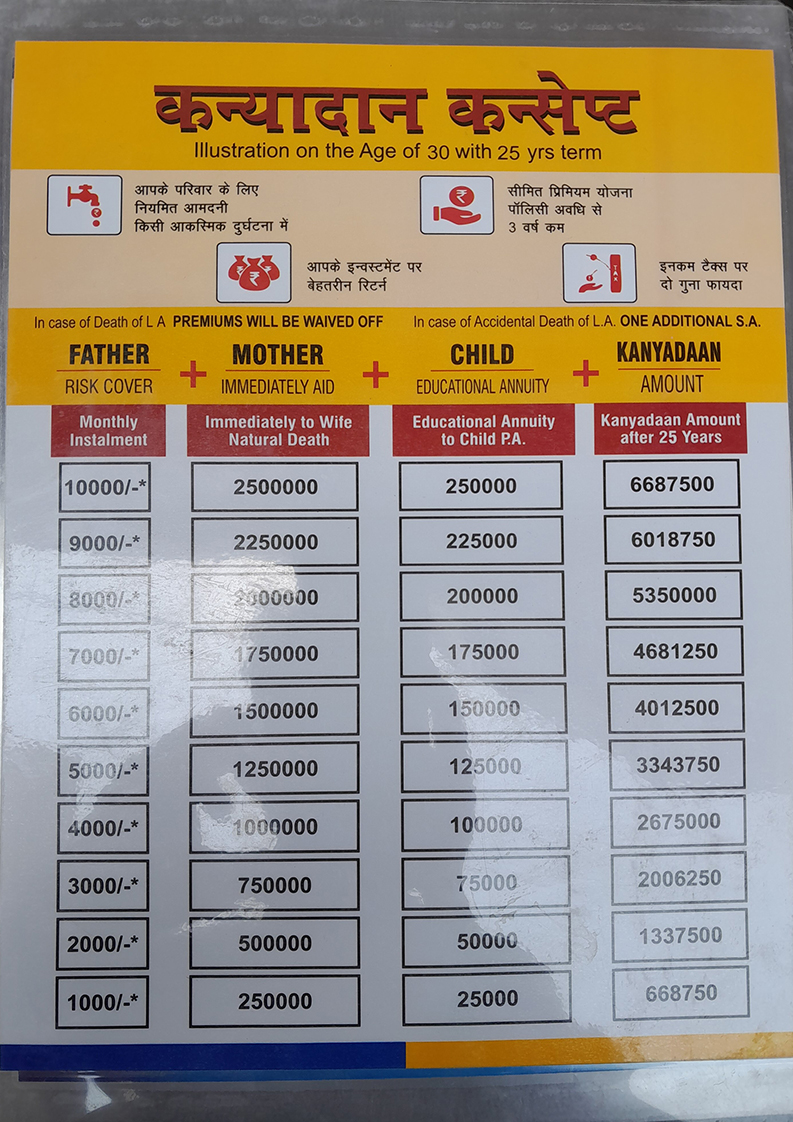 कन्यादान कन्सेप्ट
Illustration on the Age of 30 with 25 yrs term
आपके परिवार के लिए
नियमित आमदनी
किसी आकस्मिक दुर्घटना में
सीमित प्रिमियम योजना
पॉलिसी अवधि से
3 वर्ष कम
आपके इन्वस्टमेंट पर
बेहतरीन रिटर्न
TAX
इनकम टैक्स पर
दो गुना फायदा
In case of Death of L A PREMIUMS WILL BE WAIVED OFF
In case of Accidental Death of L.A. ONE ADDITIONAL S.A.
FATHER + MOTHER + CHILD + KANYADAAN
RISK COVER IMMEDIATELY AID EDUCATIONAL ANNUITY AMOUNT
Monthly Immediately to Wife Educational Annuity Kanyadaan Amount
Instalment Natural Death to Child P.A. after 25 Years
10000/-* 2500000 250000 6687500
9000/-* 2250000 225000 6018750
8000/-* 2000000 200000 5350000
7000/-* 1750000 175000 4681250
6000/-* 1500000 150000 4012500
5000/-* 1250000 125000 3343750
4000/-* 1000000 100000 2675000
3000/-* 750000 75000 2006250
2000/-* 500000 50000 1337500
1000/-* 250000 25000 668750